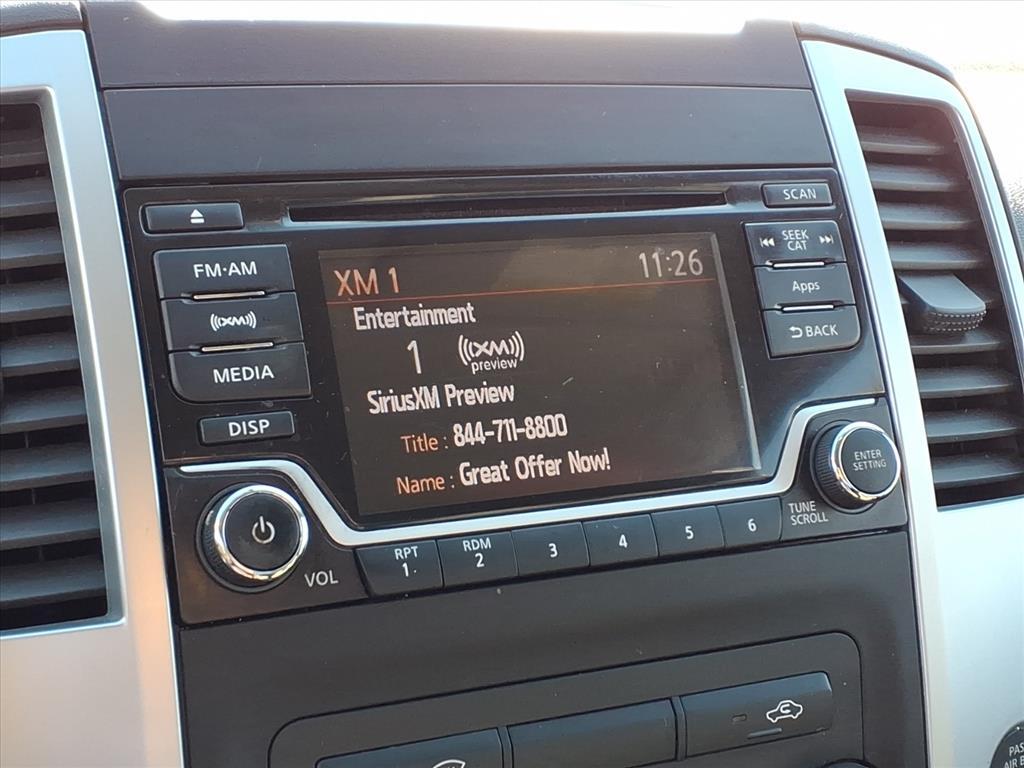 SCAN
FM·AM
XM
MEDIA
DISP
XM 1 11:26
Entertainment
1 XM
preview
SiriusXM Preview
Title : 844-711-8800
Name : Great Offer Now!
SEEK
CAT
Apps
BACK
ENTER
SETTING
TUNE
SCROLL
VOL
RPT
1
RDM
2
3
4
5
6
PAS
AIR B